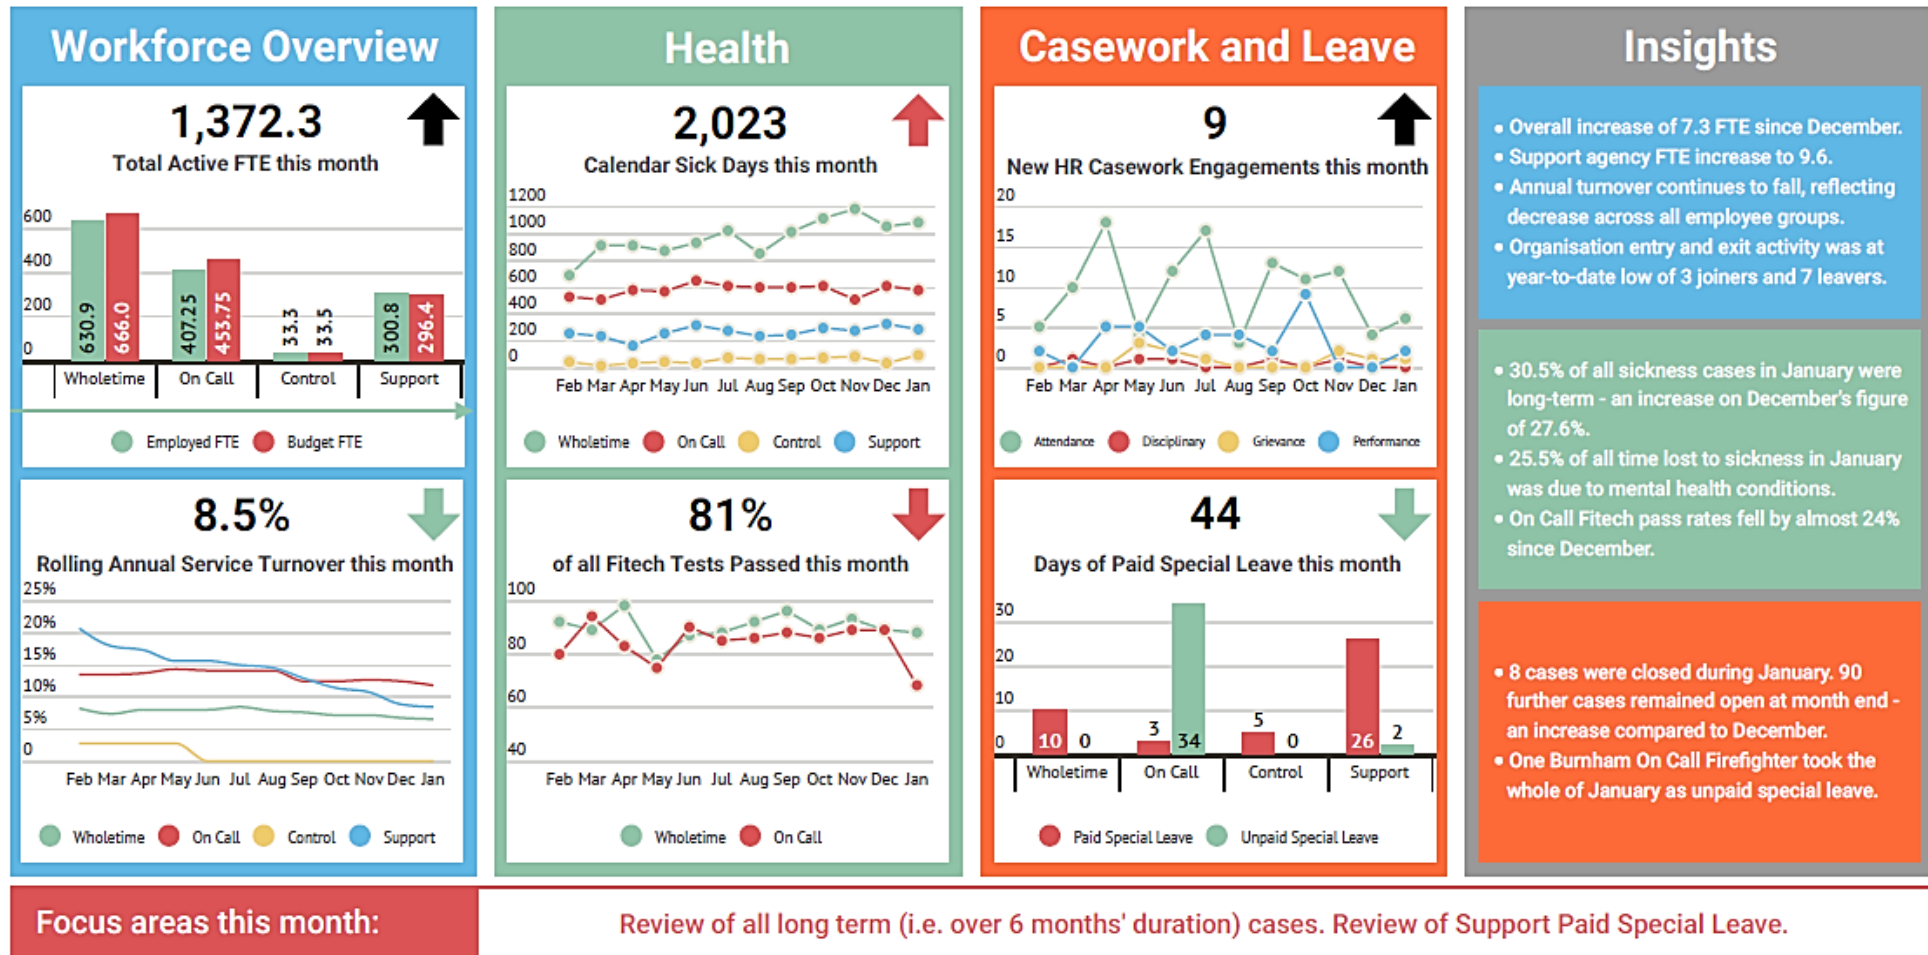 Workforce Overview
1,372.3
Total Active FTE this month
600
400
200
0
630.9
666.0
407.25
453.75
33.3
33.5
300.8
296.4
Wholetime On Call Control Support
Employed FTE Budget FTE
8.5%
Rolling Annual Service Turnover this month
25%
20%
15%
10%
5%
0
Feb Mar Apr May Jun Jul Aug Sep Oct Nov Dec Jan
Wholetime On Call Control Support
Health
2,023
Calendar Sick Days this month
1200
1000
800
600
400
200
0
Feb Mar Apr May Jun Jul Aug Sep Oct Nov Dec Jan
Wholetime On Call Control Support
81%
of all Fitech Tests Passed this month
100
80
60
40
Feb Mar Apr May Jun Jul Aug Sep Oct Nov Dec Jan
Wholetime On Call
Casework and Leave
9
New HR Casework Engagements this month
20
15
10
5
0
Feb Mar Apr May Jun Jul Aug Sep Oct Nov Dec Jan
Attendance Disciplinary Grievance Performance
44
Days of Paid Special Leave this month
30
20
10
0
10 0
3 34
5 0
26 2
Wholetime On Call Control Support
Paid Special Leave Unpaid Special Leave
Insights
• Overall increase of 7.3 FTE since December.
• Support agency FTE increase to 9.6.
• Annual turnover continues to fall, reflecting
decrease across all employee groups.
• Organisation entry and exit activity was at
year-to-date low of 3 joiners and 7 leavers.
• 30.5% of all sickness cases in January were
long-term - an increase on December's figure
of 27.6%.
• 25.5% of all time lost to sickness in January
was due to mental health conditions.
• On Call Fitech pass rates fell by almost 24%
since December.
• 8 cases were closed during January. 90
further cases remained open at month end -
an increase compared to December.
• One Burnham On Call Firefighter took the
whole of January as unpaid special leave.
Focus areas this month:
Review of all long term (i.e. over 6 months' duration) cases. Review of Support Paid Special Leave.